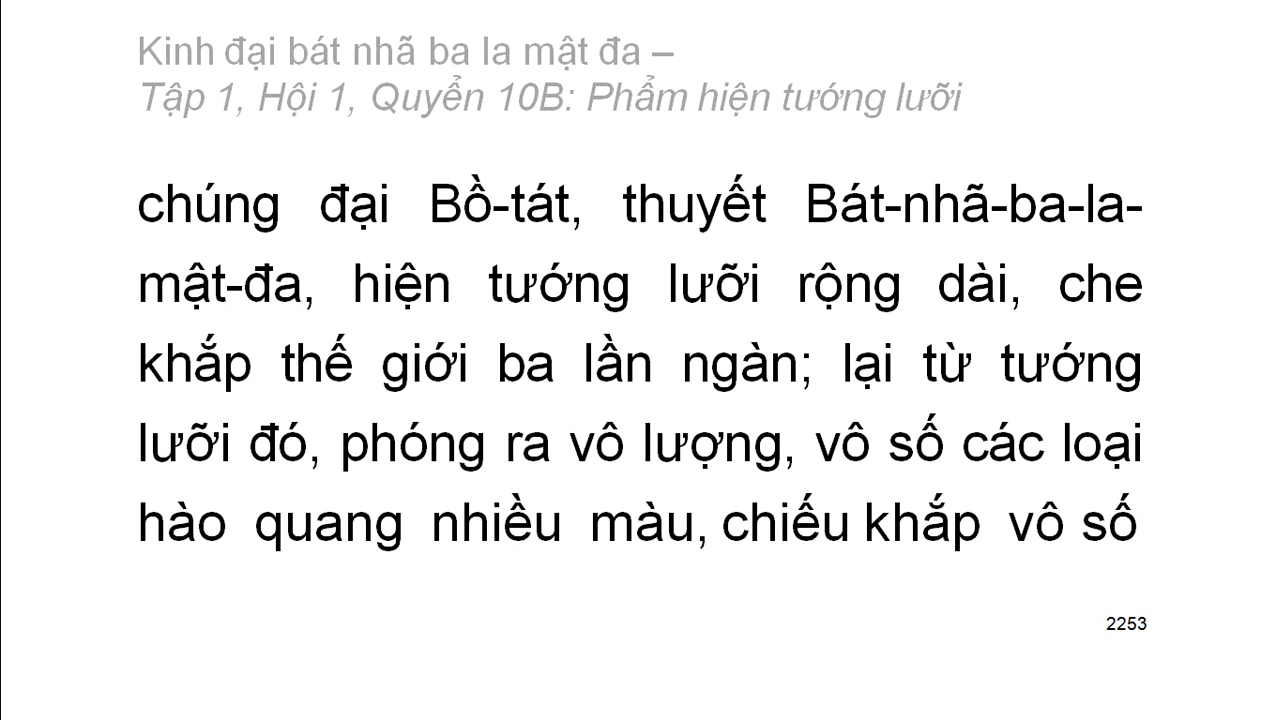 Kinh đại bát nhã ba la mật đa –
Tập 1, Hội 1, Quyển 10B: Phẩm hiện tướng lưỡi
chúng đại Bồ-tát, thuyết Bát-nhã-ba-la-
mật-đa, hiện tướng lưỡi rộng dài, che
khắp thế giới ba lần ngàn; lại từ tướng
lưỡi đó, phóng ra vô lượng, vô số các loại
hào quang nhiều màu, chiếu khắp vô số
2253